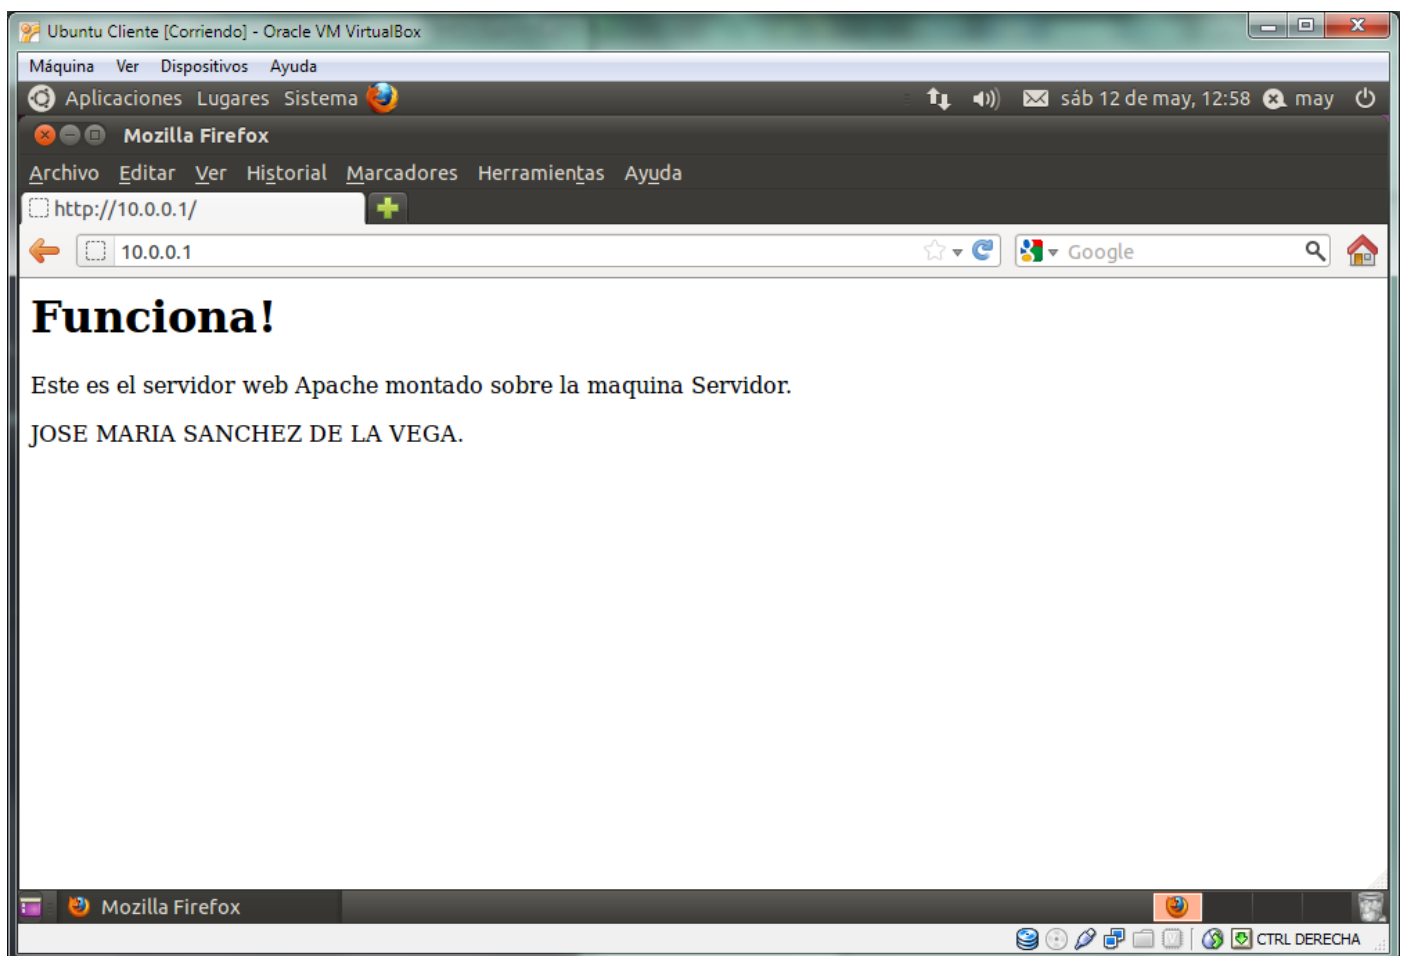 Ubuntu Cliente [Corriendo] - Oracle VM VirtualBox
Máquina Ver Dispositivos Ayuda
Aplicaciones Lugares Sistema sáb 12 de may, 12:58 may
Mozilla Firefox
Archivo Editar Ver Historial Marcadores Herramientas Ayuda
http://10.0.0.1/
10.0.0.1 Google
Funciona!
Este es el servidor web Apache montado sobre la maquina Servidor.
JOSE MARIA SANCHEZ DE LA VEGA.
Mozilla Firefox
CTRL DERECHA